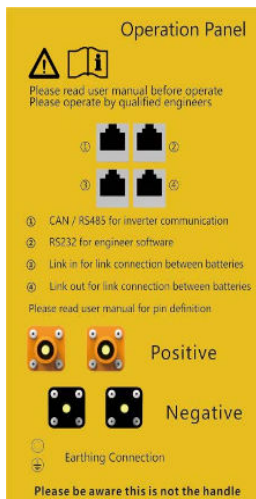 Operation Panel
Please read user manual before operate
Please operate by qualified engineers
① ②
③ ④
① CAN / RS485 for inverter communication
② RS232 for engineer software
③ Link in for link connection between batteries
④ Link out for link connection between batteries
Please read user manual for pin definition
Positive
Negative
Earthing Connection
Please be aware this is not the handle